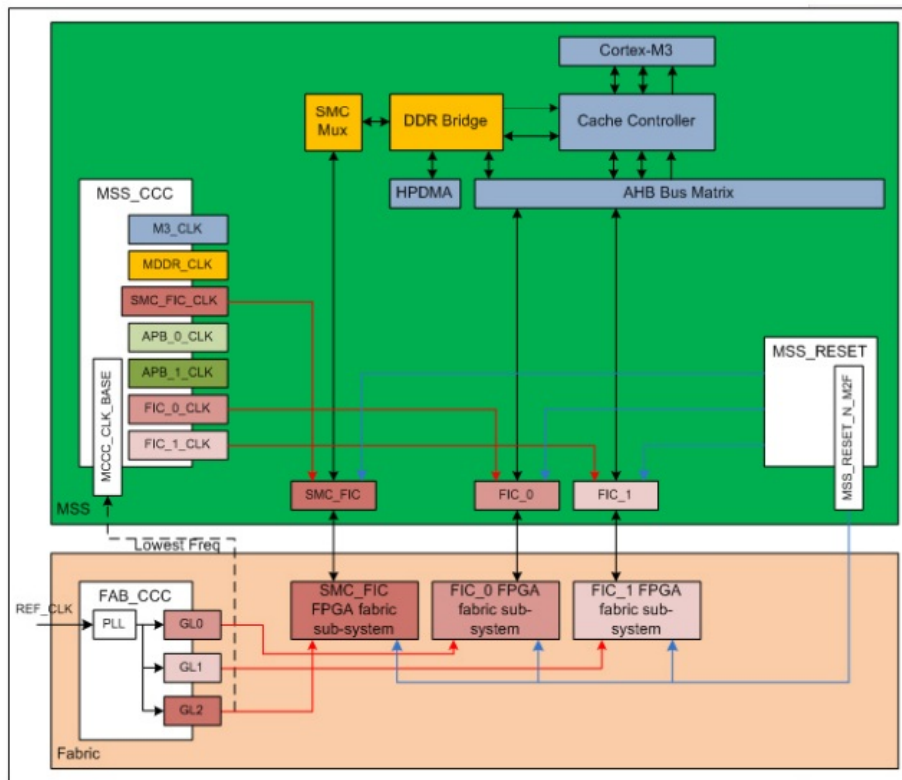 Cortex-M3
SMC
Mux
DDR Bridge
Cache Controller
HPDMA
AHB Bus Matrix
MSS_CCC
M3_CLK
MDDR_CLK
SMC_FIC_CLK
APB_0_CLK
APB_1_CLK
FIC_0_CLK
FIC_1_CLK
MCCC_CLK_BASE
MSS_RESET
MSS_RESET_N_M2F
SMC_FIC
FIC_0
FIC_1
MSS
Lowest Freq
FAB_CCC
REF_CLK
PLL
GL0
GL1
GL2
SMC_FIC
FPGA fabric
sub-system
FIC_0 FPGA
fabric sub-
system
FIC_1 FPGA
fabric sub-
system
Fabric